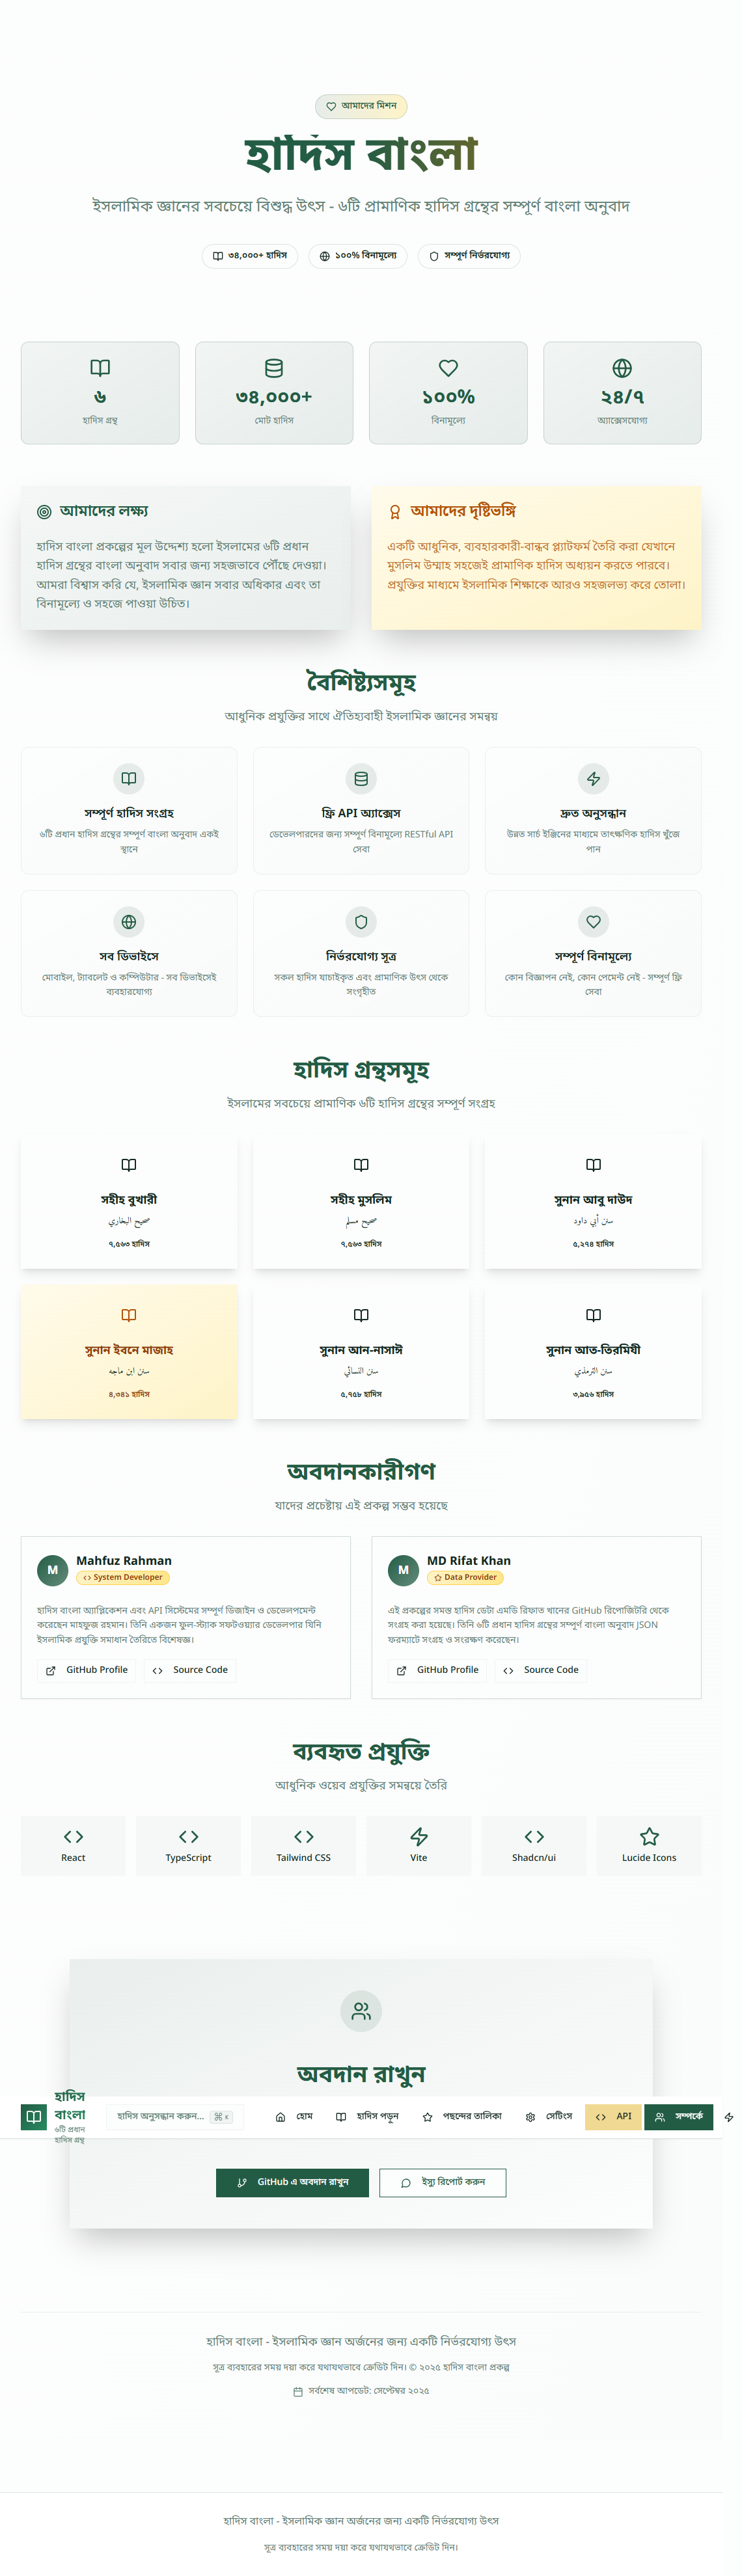 আমাদের মিশন
হাদিস বাংলা
ইসলামিক জ্ঞানের সবচেয়ে বিশুদ্ধ উৎস - ৬টি প্রামাণিক হাদিস গ্রন্থের সম্পূর্ণ বাংলা অনুবাদ
৩৪,০০০+ হাদিস
১০০% বিনামূল্যে
সম্পূর্ণ নির্ভরযোগ্য
৬
হাদিস গ্রন্থ
৩৪,০০০+
মোট হাদিস
১০০%
বিনামূল্যে
২৪/৭
অ্যাক্সেসযোগ্য
আমাদের লক্ষ্য
হাদিস বাংলা প্রকল্পের মূল উদ্দেশ্য হলো ইসলামের ৬টি প্রধান
হাদিস গ্রন্থের বাংলা অনুবাদ সবার জন্য সহজভাবে পৌঁছে দেওয়া।
আমরা বিশ্বাস করি যে, ইসলামিক জ্ঞান সবার অধিকার এবং তা
বিনামূল্যে ও সহজে পাওয়া উচিত।
আমাদের দৃষ্টিভঙ্গি
একটি আধুনিক, ব্যবহারকারী-বান্ধব প্ল্যাটফর্ম তৈরি করা যেখানে
মুসলিম উম্মাহ সহজেই প্রামাণিক হাদিস অধ্যয়ন করতে পারবে।
প্রযুক্তির মাধ্যমে ইসলামিক শিক্ষাকে আরও সহজলভ্য করে তোলা।
বৈশিষ্ট্যসমূহ
আধুনিক প্রযুক্তির সাথে ঐতিহ্যবাহী ইসলামিক জ্ঞানের সমন্বয়
সম্পূর্ণ হাদিস সংগ্রহ
৬টি প্রধান হাদিস গ্রন্থের সম্পূর্ণ বাংলা অনুবাদ একই
স্থানে
ফ্রি API অ্যাক্সেস
ডেভেলপারদের জন্য সম্পূর্ণ বিনামূল্যে RESTful API
সেবা
দ্রুত অনুসন্ধান
উন্নত সার্চ ইঞ্জিনের মাধ্যমে তাৎক্ষণিক হাদিস খুঁজে
পান
সব ডিভাইসে
মোবাইল, ট্যাবলেট ও কম্পিউটার - সব ডিভাইসেই
ব্যবহারযোগ্য
নির্ভরযোগ্য সূত্র
সকল হাদিস যাচাইকৃত এবং প্রামাণিক উৎস থেকে
সংগৃহীত
সম্পূর্ণ বিনামূল্যে
কোন বিজ্ঞাপন নেই, কোন পেমেন্ট নেই - সম্পূর্ণ ফ্রি
সেবা
হাদিস গ্রন্থসমূহ
ইসলামের সবচেয়ে প্রামাণিক ৬টি হাদিস গ্রন্থের সম্পূর্ণ সংগ্রহ
সহীহ বুখারী
صحيح البخاري
৭,৫৬৩ হাদিস
সহীহ মুসলিম
صحيح مسلم
৭,৫৬৩ হাদিস
সুনান আবু দাউদ
سنن أبي داود
৫,২৭৪ হাদিস
সুনান ইবনে মাজাহ
سنن ابن ماجه
৪,৩৪১ হাদিস
সুনান আন-নাসাঈ
سنن النسائي
৫,৭৫৮ হাদিস
সুনান আত-তিরমিযী
سنن الترمذي
৩,৯৫৬ হাদিস
অবদানকারীগণ
যাদের প্রচেষ্টায় এই প্রকল্প সম্ভব হয়েছে
M
Mahfuz Rahman
System Developer
হাদিস বাংলা অ্যাপ্লিকেশন এবং API সিস্টেমের সম্পূর্ণ ডিজাইন ও ডেভেলপমেন্ট
করেছেন মাহফুজ রহমান। তিনি একজন ফুল-স্ট্যাক সফটওয়্যার ডেভেলপার যিনি
ইসলামিক প্রযুক্তি সমাধান তৈরিতে বিশেষজ্ঞ।
GitHub Profile
Source Code
M
MD Rifat Khan
Data Provider
এই প্রকল্পের সমস্ত হাদিস ডেটা এমডি রিফাত খানের GitHub রিপোজিটরি থেকে
সংগ্রহ করা হয়েছে। তিনি ৬টি প্রধান হাদিস গ্রন্থের সম্পূর্ণ বাংলা অনুবাদ JSON
ফরম্যাটে সংগ্রহ ও সংরক্ষণ করেছেন।
GitHub Profile
Source Code
ব্যবহৃত প্রযুক্তি
আধুনিক ওয়েব প্রযুক্তির সমন্বয়ে তৈরি
React
TypeScript
Tailwind CSS
Vite
Shadcn/ui
Lucide Icons
অবদান রাখুন
হাদিস
বাংলা
৬টি প্রধান
হাদিস গ্রন্থ
হাদিস অনুসন্ধান করুন...
⌘ K
হোম
হাদিস পড়ুন
পছন্দের তালিকা
সেটিংস
API
সম্পর্কে
GitHub এ অবদান রাখুন
ইস্যু রিপোর্ট করুন
হাদিস বাংলা - ইসলামিক জ্ঞান অর্জনের জন্য একটি নির্ভরযোগ্য উৎস
সূত্র ব্যবহারের সময় দয়া করে যথাযথভাবে ক্রেডিট দিন। © ২০২৫ হাদিস বাংলা প্রকল্প
সর্বশেষ আপডেট: সেপ্টেম্বর ২০২৫
হাদিস বাংলা - ইসলামিক জ্ঞান অর্জনের জন্য একটি নির্ভরযোগ্য উৎস
সূত্র ব্যবহারের সময় দয়া করে যথাযথভাবে ক্রেডিট দিন।